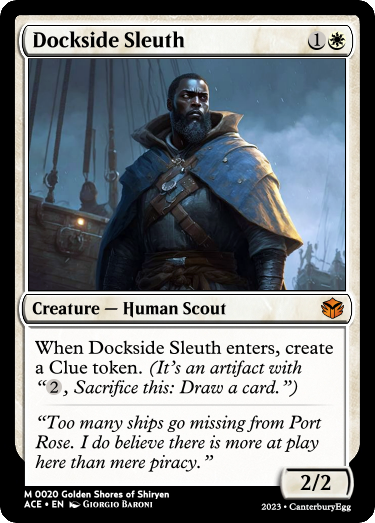 Dockside Sleuth 1
Creature — Human Scout
When Dockside Sleuth enters, create
a Clue token. (It's an artifact with
“2, Sacrifice this: Draw a card.”)
“Too many ships go missing from Port
Rose. I do believe there is more at play
here than mere piracy.”
2/2
M 0020 Golden Shores of Shiryen
ACE • EN Giorgio Baroni
2023 • CanterburyEgg